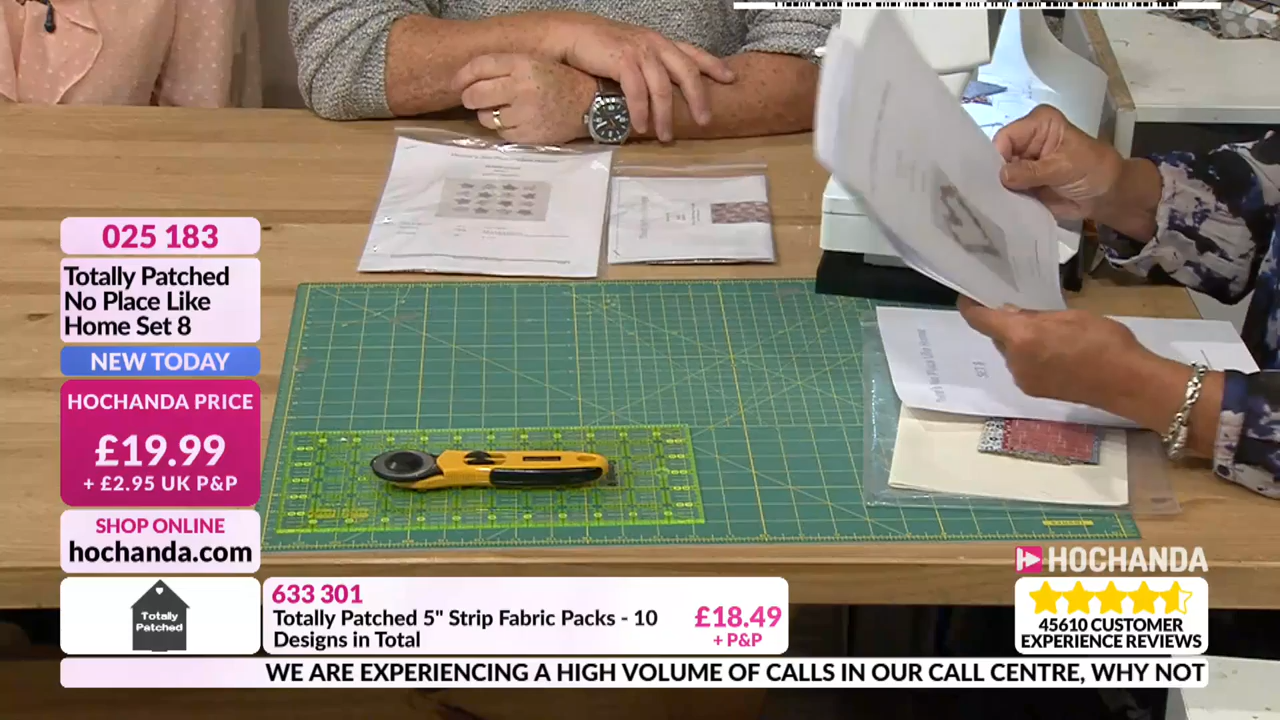 025 183
Totally Patched
No Place Like
Home Set 8
NEW TODAY
HOCHANDA PRICE
£19.99
+ £2.95 UK P&P
SHOP ONLINE
hochanda.com
Totally
Patched
633 301
Totally Patched 5" Strip Fabric Packs - 10
Designs in Total
£18.49
+ P&P
HOCHANDA
45610 CUSTOMER
EXPERIENCE REVIEWS
WE ARE EXPERIENCING A HIGH VOLUME OF CALLS IN OUR CALL CENTRE, WHY NOT